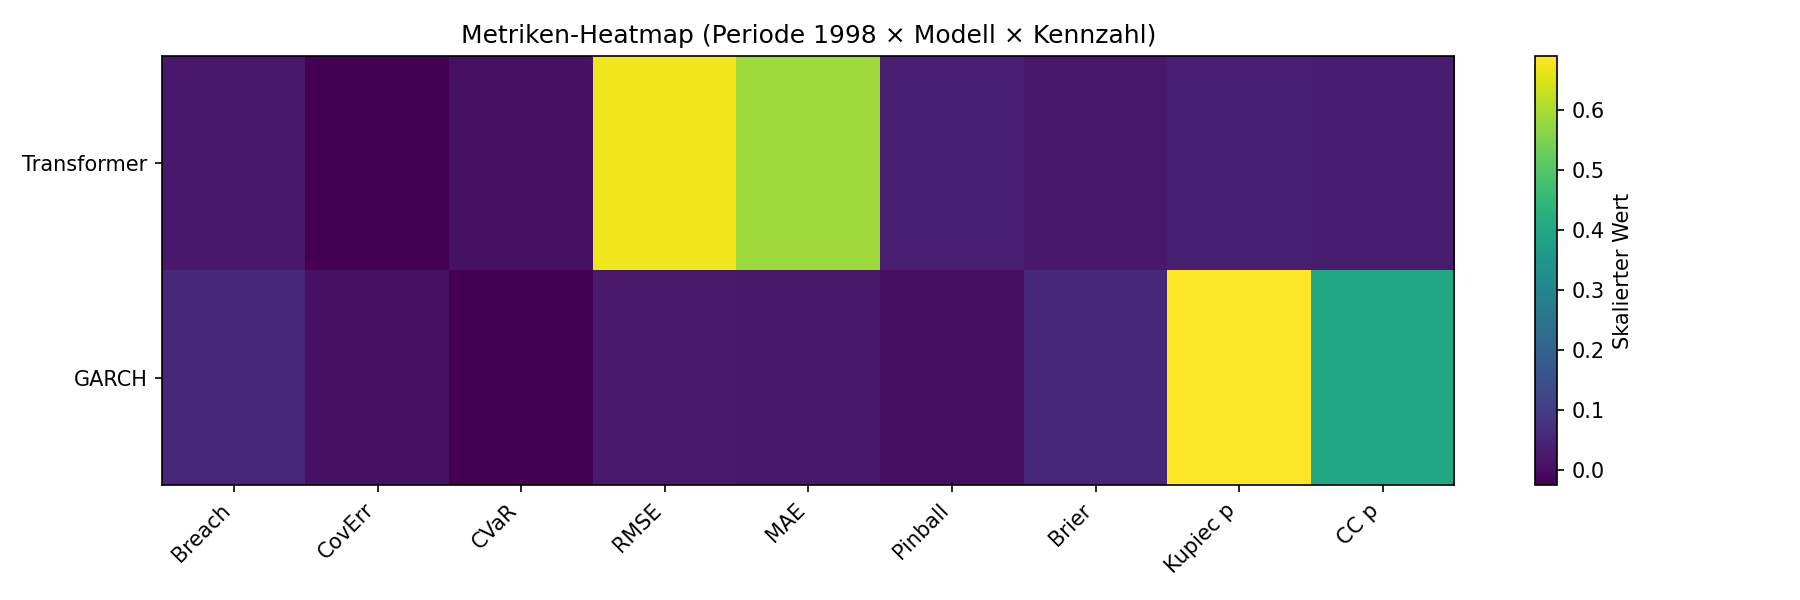 Metriken-Heatmap (Periode 1998 × Modell × Kennzahl)
Transformer
GARCH
Breach
CovErr
CVaR
RMSE
MAE
Pinball
Brier
Kupiec p
CC p
0.6
0.5
0.4
0.3
0.2
0.1
0.0
Skalierter Wert